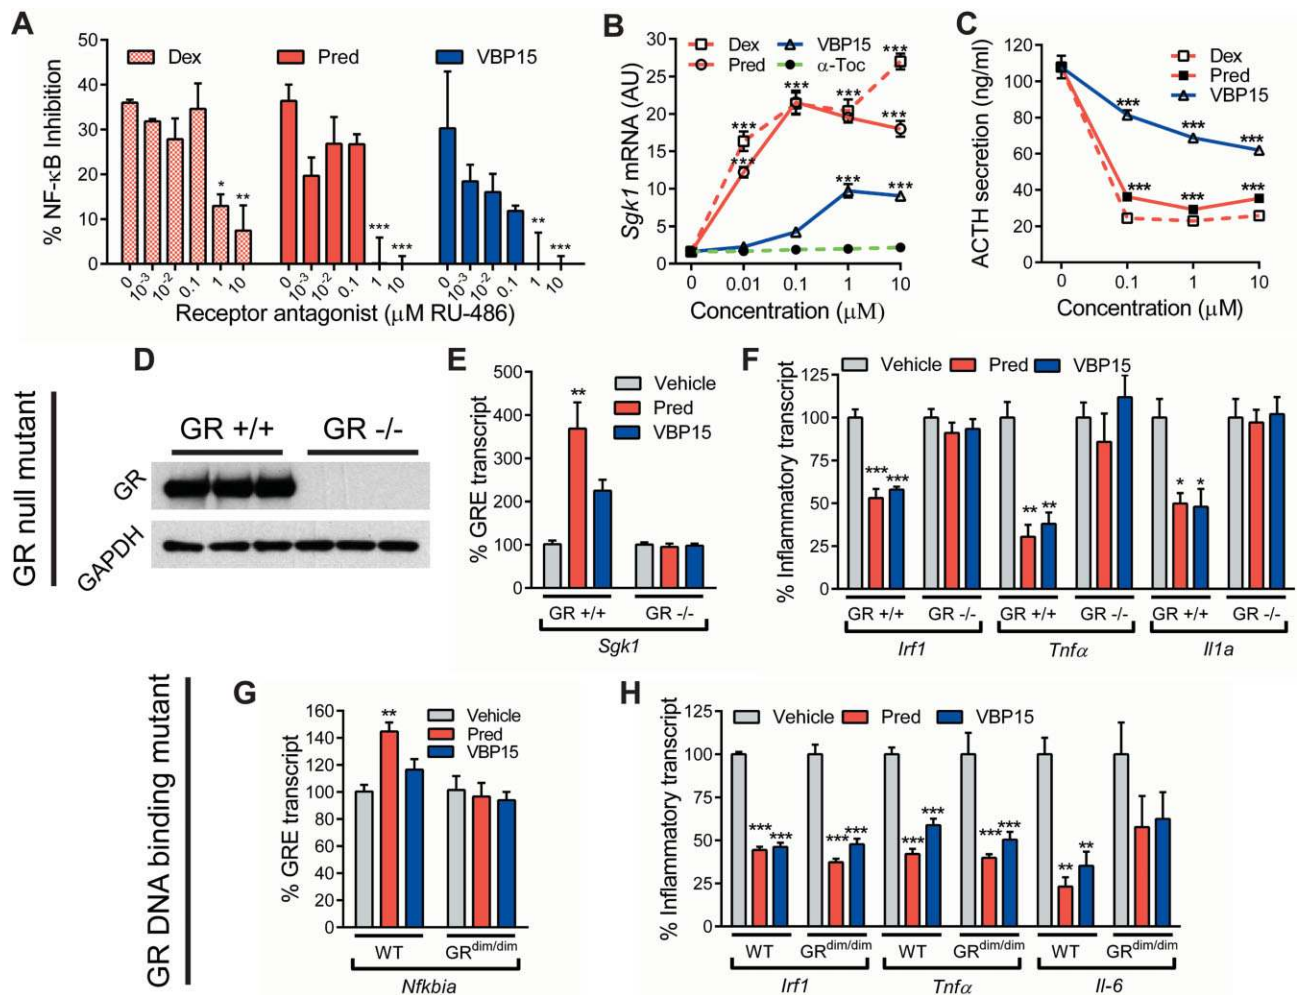 A
Dex
Pred
VBP15
% NF-κB Inhibition
50
40
30
20
10
0
0 10⁻³ 10⁻² 0.1 1 10 0 10⁻³ 10⁻² 0.1 1 10 0 10⁻³ 10⁻² 0.1 1 10
* ** *** *** ** ***
Receptor antagonist (μM RU-486)
B
Dex
Pred
VBP15
α-Toc
Sgk1 mRNA (AU)
30
25
20
15
10
5
0
*** *** *** *** *** *** *** ***
0 0.01 0.1 1 10
Concentration (μM)
C
Dex
Pred
VBP15
ACTH secretion (ng/ml)
120
100
80
60
40
20
0
*** *** ***
*** *** ***
0 0.1 1 10
Concentration (μM)
GR null mutant
D
GR +/+ GR -/-
GR
GAPDH
E
Vehicle
Pred
VBP15
% GRE transcript
500
400
300
200
100
0
**
GR +/+ GR -/-
Sgk1
F
Vehicle Pred VBP15
% Inflammatory transcript
125
100
75
50
25
0
*** *** ** ** * *
GR +/+ GR -/- GR +/+ GR -/- GR +/+ GR -/-
Irf1 Tnfα Il1a
GR DNA binding mutant
G
Vehicle
Pred
VBP15
% GRE transcript
160
140
120
100
80
60
40
20
0
**
WT GRdim/dim
Nfkbia
H
Vehicle Pred VBP15
% Inflammatory transcript
125
100
75
50
25
0
*** *** *** *** *** *** *** *** ** **
WT GRdim/dim WT GRdim/dim WT GRdim/dim
Irf1 Tnfα Il-6